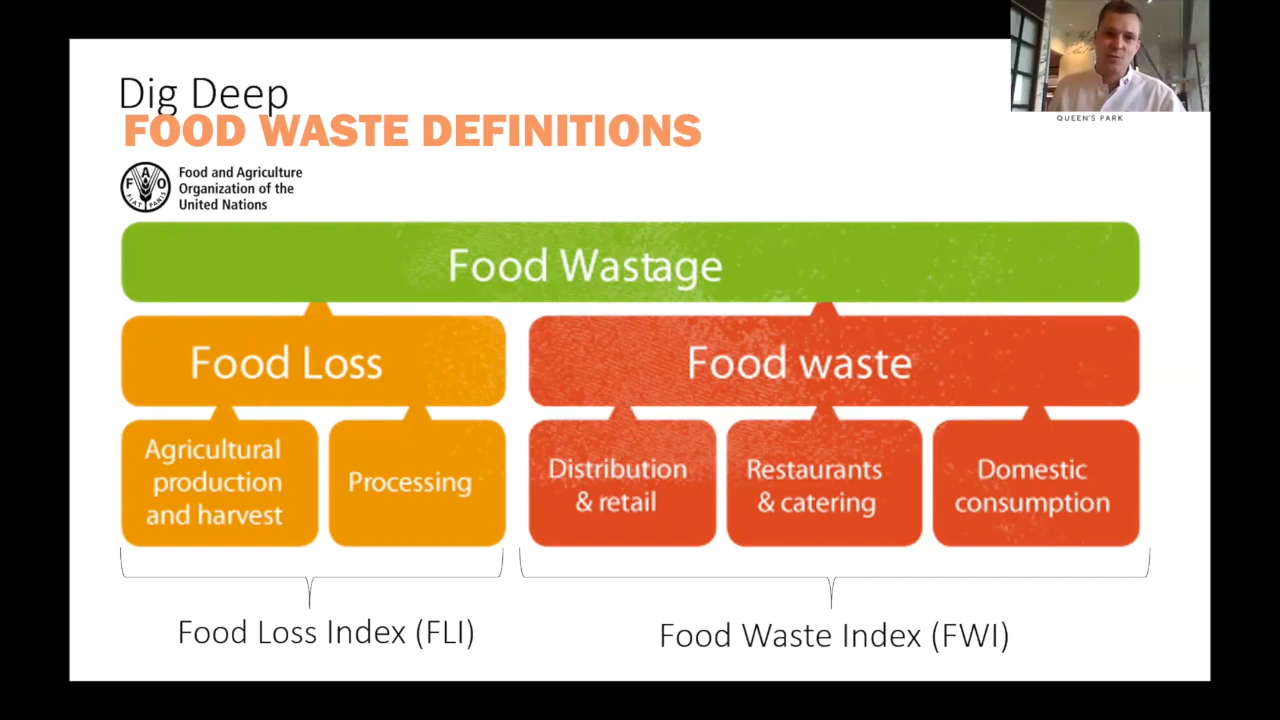 Dig Deep
FOOD WASTE DEFINITIONS
QUEEN'S PARK
F A O
FIAT PANIS
Food and Agriculture
Organization of the
United Nations
Food Wastage
Food Loss
Food waste
Agricultural
production
and harvest
Processing
Distribution
& retail
Restaurants
& catering
Domestic
consumption
Food Loss Index (FLI)
Food Waste Index (FWI)